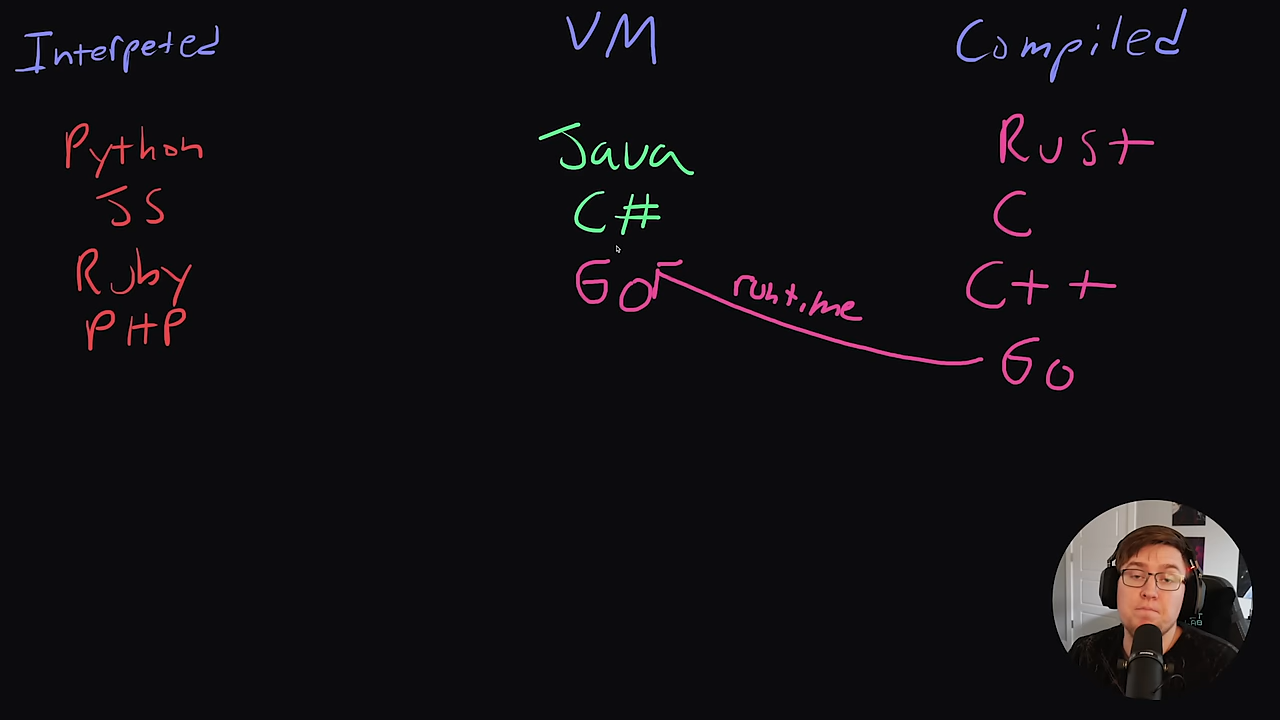 Interpeted
VM
Compiled
Python
JS
Ruby
PHP
Java
C#
Go
runtime
Rust
C
C++
Go